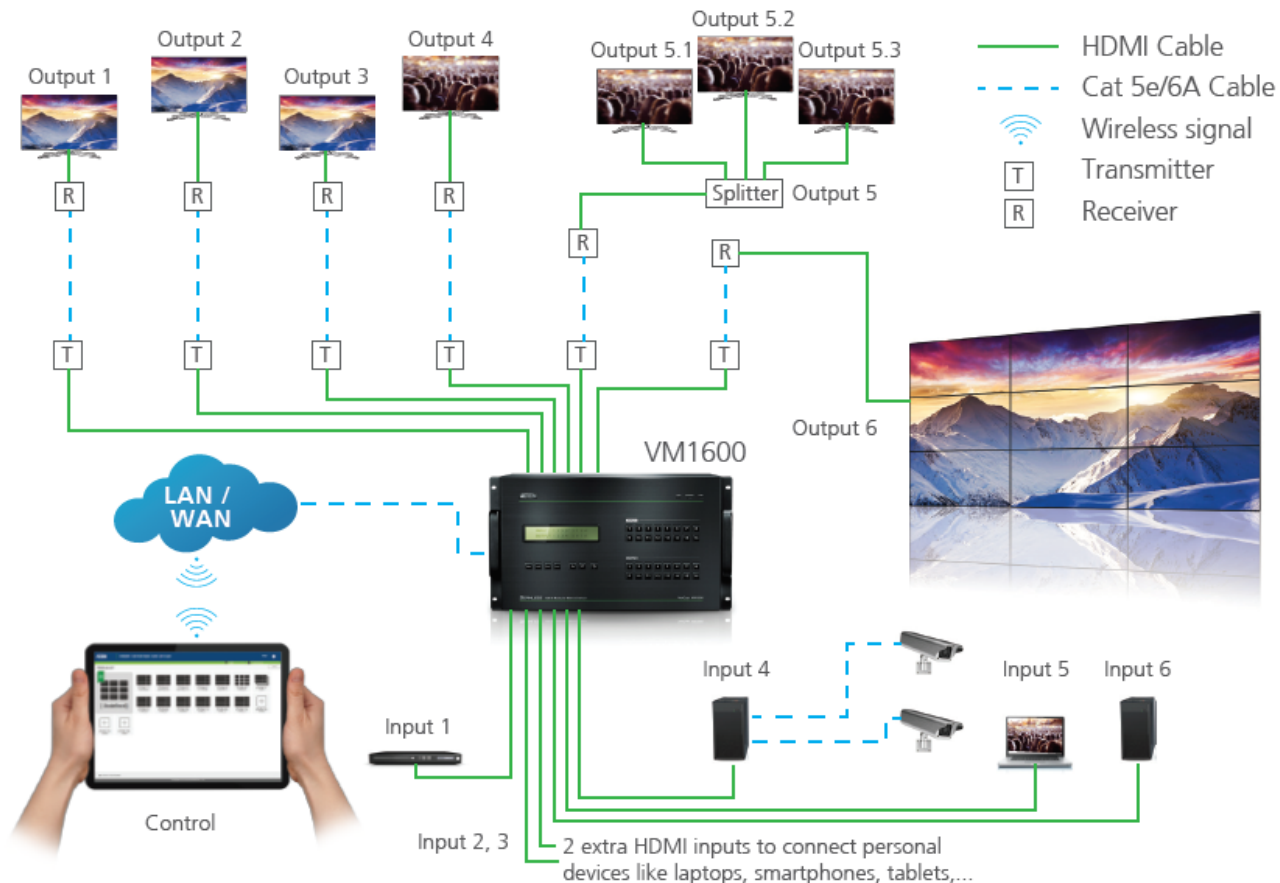 Output 1
Output 2
Output 3
Output 4
Output 5.1
Output 5.2
Output 5.3
HDMI Cable
Cat 5e/6A Cable
Wireless signal
T
Transmitter
R
Receiver
R
R
R
R
Splitter
Output 5
R
R
T
T
T
T
T
T
Output 6
VM1600
LAN /
WAN
Input 4
Input 5
Input 6
Input 1
Control
Input 2, 3
2 extra HDMI inputs to connect personal
devices like laptops, smartphones, tablets,...